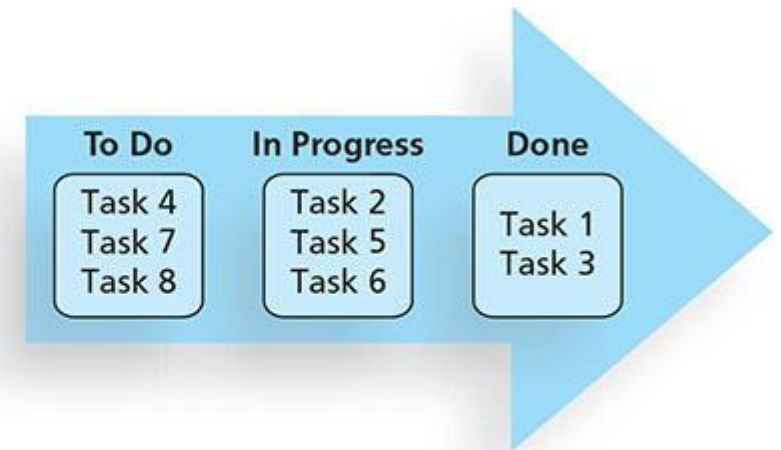 To Do
Task 4
Task 7
Task 8
In Progress
Task 2
Task 5
Task 6
Done
Task 1
Task 3